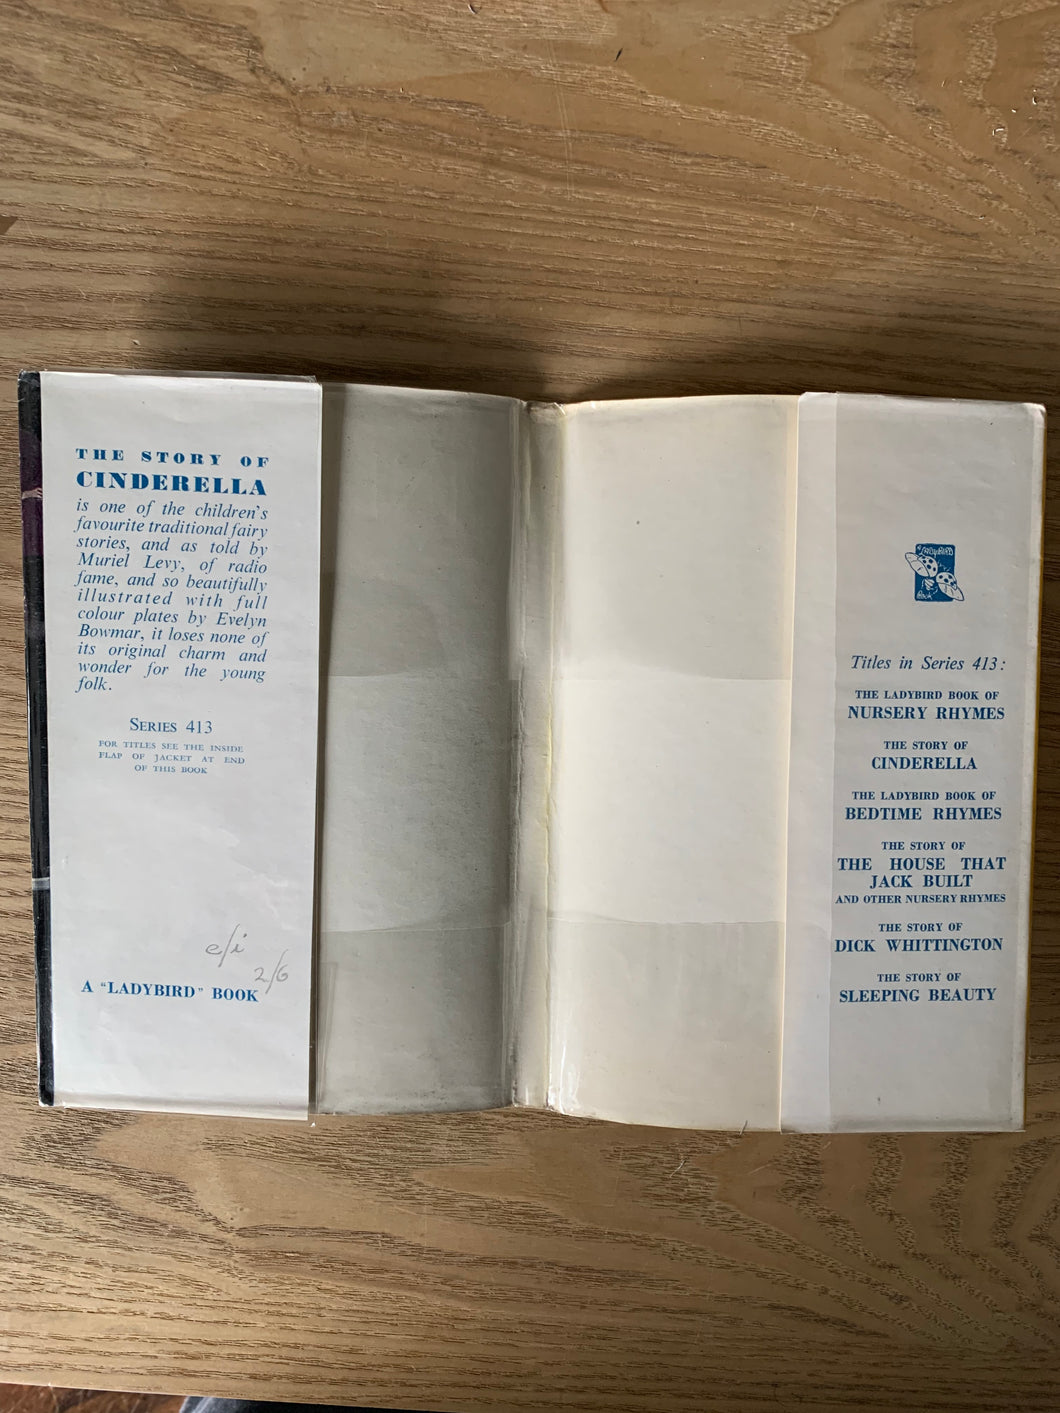 THE STORY OF
CINDERELLA
is one of the children's
favourite traditional fairy
stories, and as told by
Muriel Levy, of radio
fame, and so beautifully
illustrated with full
colour plates by Evelyn
Bowmar, it loses none of
its original charm and
wonder for the young
folk.
SERIES 413
FOR TITLES SEE THE INSIDE
FLAP OF JACKET AT END
OF THIS BOOK
e/i
2/6
A "LADYBIRD" BOOK
A LADYBIRD
BOOK
Titles in Series 413:
THE LADYBIRD BOOK OF
NURSERY RHYMES
THE STORY OF
CINDERELLA
THE LADYBIRD BOOK OF
BEDTIME RHYMES
THE STORY OF
THE HOUSE THAT
JACK BUILT
AND OTHER NURSERY RHYMES
THE STORY OF
DICK WHITTINGTON
THE STORY OF
SLEEPING BEAUTY